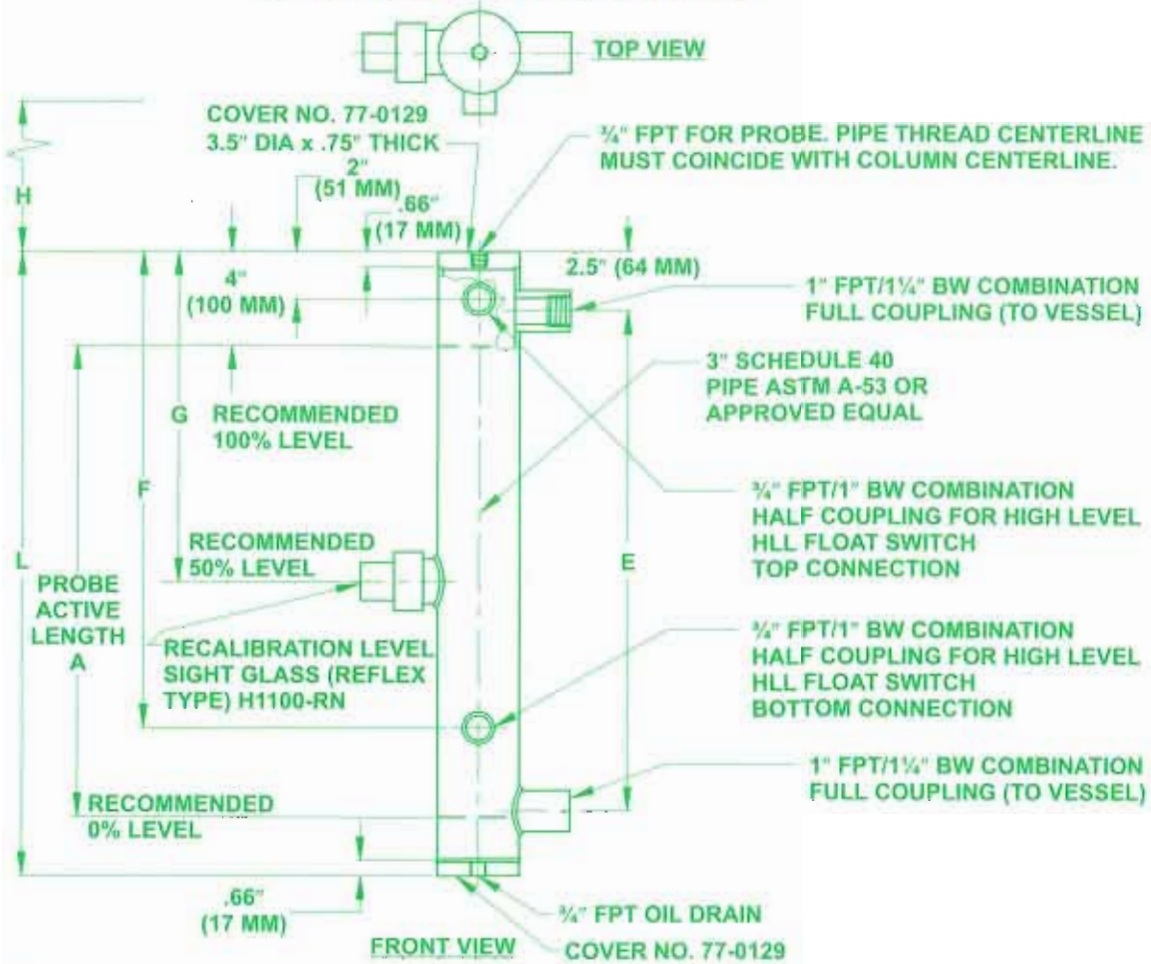 TOP VIEW
COVER NO. 77-0129
3.5" DIA x .75" THICK
2"
(51 MM)
.66"
(17 MM)
¾" FPT FOR PROBE. PIPE THREAD CENTERLINE
MUST COINCIDE WITH COLUMN CENTERLINE.
H
4"
(100 MM)
2.5" (64 MM)
1" FPT/1¼" BW COMBINATION
FULL COUPLING (TO VESSEL)
3" SCHEDULE 40
PIPE ASTM A-53 OR
APPROVED EQUAL
G
RECOMMENDED
100% LEVEL
F
¾" FPT/1" BW COMBINATION
HALF COUPLING FOR HIGH LEVEL
HLL FLOAT SWITCH
TOP CONNECTION
RECOMMENDED
50% LEVEL
L
E
PROBE
ACTIVE
LENGTH
A
RECALIBRATION LEVEL
SIGHT GLASS (REFLEX
TYPE) H1100-RN
¾" FPT/1" BW COMBINATION
HALF COUPLING FOR HIGH LEVEL
HLL FLOAT SWITCH
BOTTOM CONNECTION
1" FPT/1¼" BW COMBINATION
FULL COUPLING (TO VESSEL)
RECOMMENDED
0% LEVEL
.66"
(17 MM)
¾" FPT OIL DRAIN
FRONT VIEW
COVER NO. 77-0129